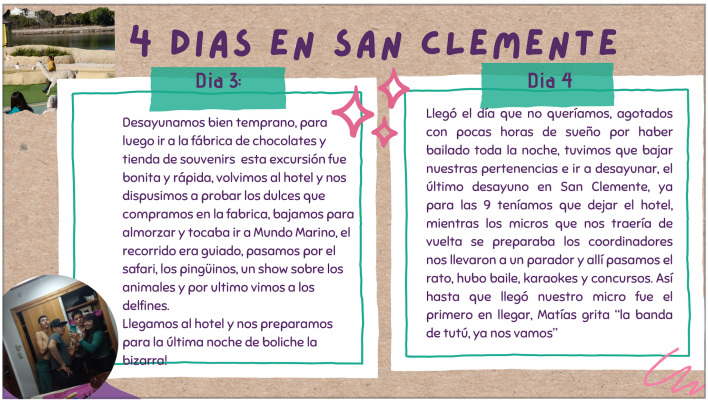 4 DIAS EN SAN CLEMENTE
Dia 3:
Desayunamos bien temprano, para
luego ir a la fábrica de chocolates y
tienda de souvenirs esta excursión fue
bonita y rápida, volvimos al hotel y nos
dispusimos a probar los dulces que
compramos en la fabrica, bajamos para
almorzar y tocaba ir a Mundo Marino, el
recorrido era guiado, pasamos por el
safari, los pingüinos, un show sobre los
animales y por ultimo vimos a los
delfines.
Llegamos al hotel y nos preparamos
para la última noche de boliche la
bizarra!
Dia 4
Llegó el día que no queríamos, agotados
con pocas horas de sueño por haber
bailado toda la noche, tuvimos que bajar
nuestras pertenencias e ir a desayunar, el
último desayuno en San Clemente, ya
para las 9 teníamos que dejar el hotel,
mientras los micros que nos traería de
vuelta se preparaba los coordinadores
nos llevaron a un parador y allí pasamos el
rato, hubo baile, karaokes y concursos. Así
hasta que llegó nuestro micro fue el
primero en llegar, Matías grita "la banda
de tutú, ya nos vamos"